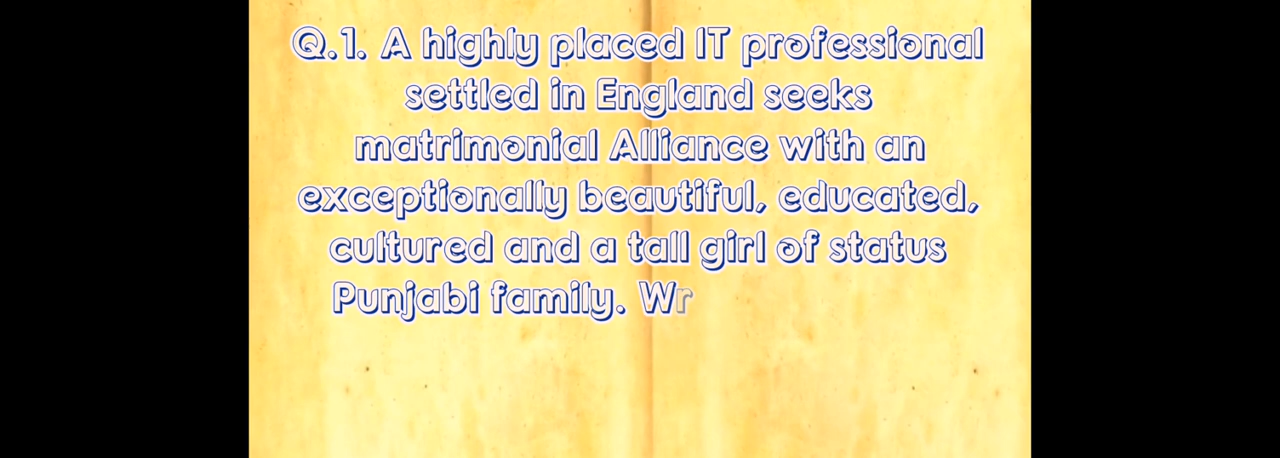 Q.1. A highly placed IT professional
settled in England seeks
matrimonial Alliance with an
exceptionally beautiful, educated,
cultured and a tall girl of status
Punjabi family. Wr